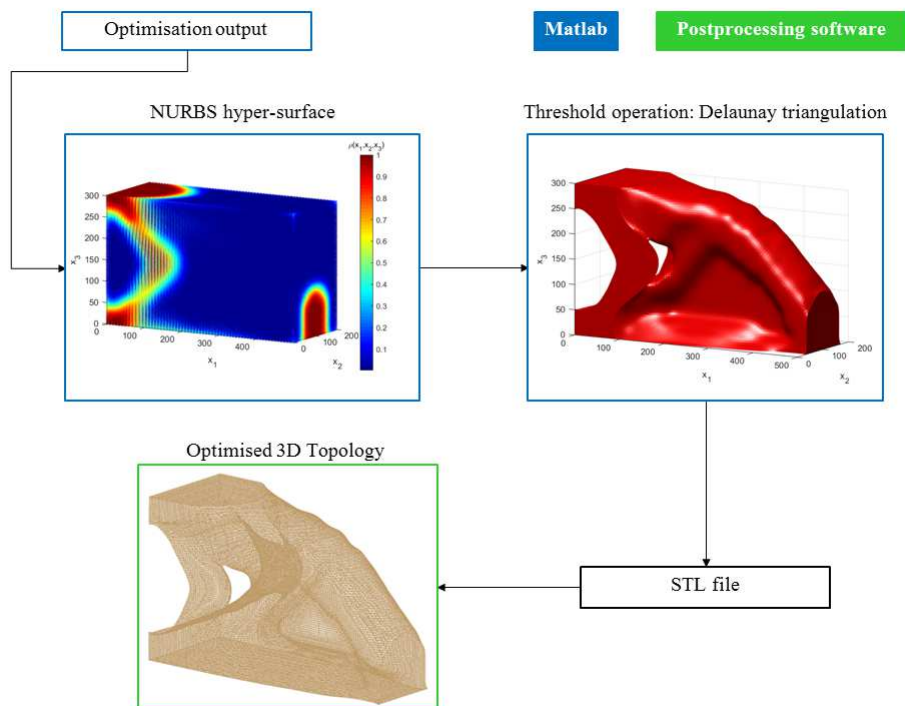 Optimisation output
Matlab
Postprocessing software
NURBS hyper-surface
Threshold operation: Delaunay triangulation
ρ(x₁,x₂,x₃)
1
0.9
0.8
0.7
0.6
0.5
0.4
0.3
0.2
0.1
300
250
200
150
100
50
0
x₃
0
100
200
300
400
x₁
0
100
200
x₂
300
250
200
150
100
50
0
x₃
0
100
200
300
400
500
x₁
0
100
200
x₂
Optimised 3D Topology
STL file